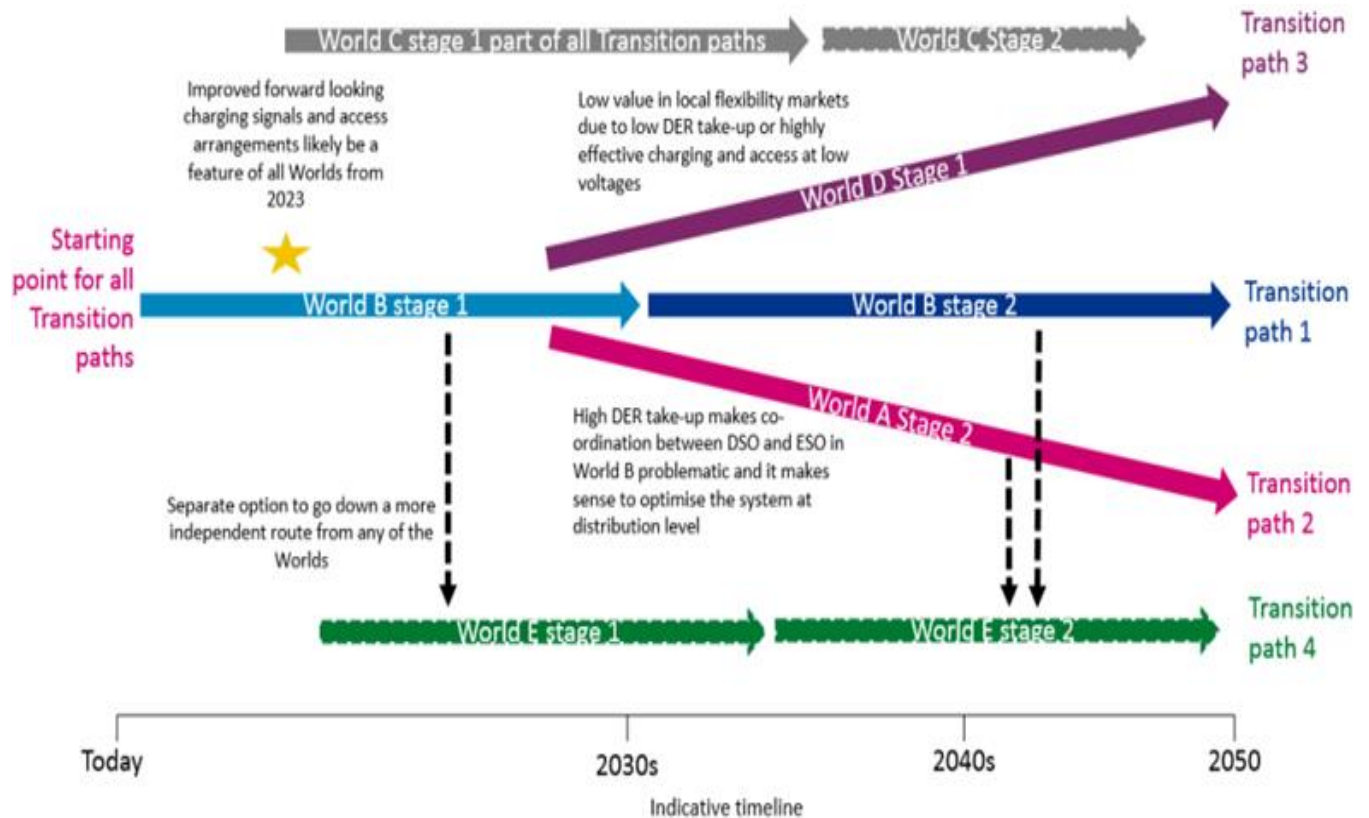 World C stage 1 part of all Transition paths
World C Stage 2
Transition
path 3
Improved forward looking
charging signals and access
arrangements likely be a
feature of all Worlds from
2023
Low value in local flexibility markets
due to low DER take-up or highly
effective charging and access at low
voltages
World D Stage 1
Starting
point for all
Transition
paths
World B stage 1
World B stage 2
Transition
path 1
World A Stage 2
High DER take-up makes co-
ordination between DSO and ESO in
World B problematic and it makes
sense to optimise the system at
distribution level
Transition
path 2
Separate option to go down a more
independent route from any of the
Worlds
World E stage 1
World E stage 2
Transition
path 4
Today
2030s
2040s
2050
Indicative timeline